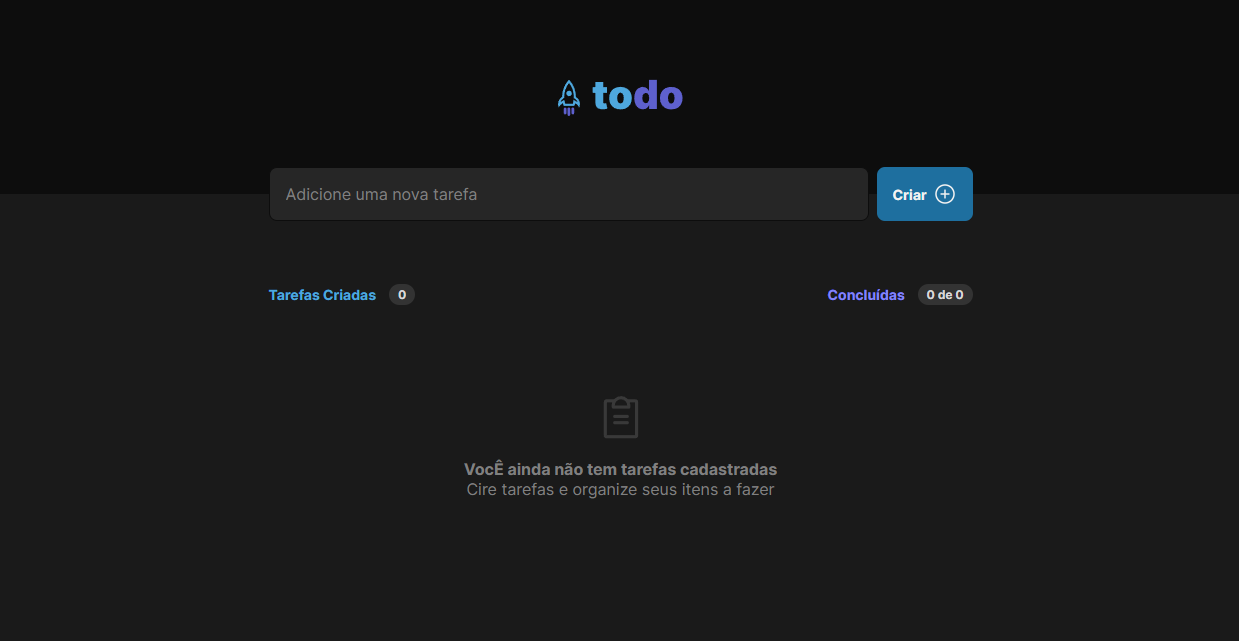 todo
Adicione uma nova tarefa
Criar
Tarefas Criadas 0
Concluídas 0 de 0
VocÊ ainda não tem tarefas cadastradas
Cire tarefas e organize seus itens a fazer